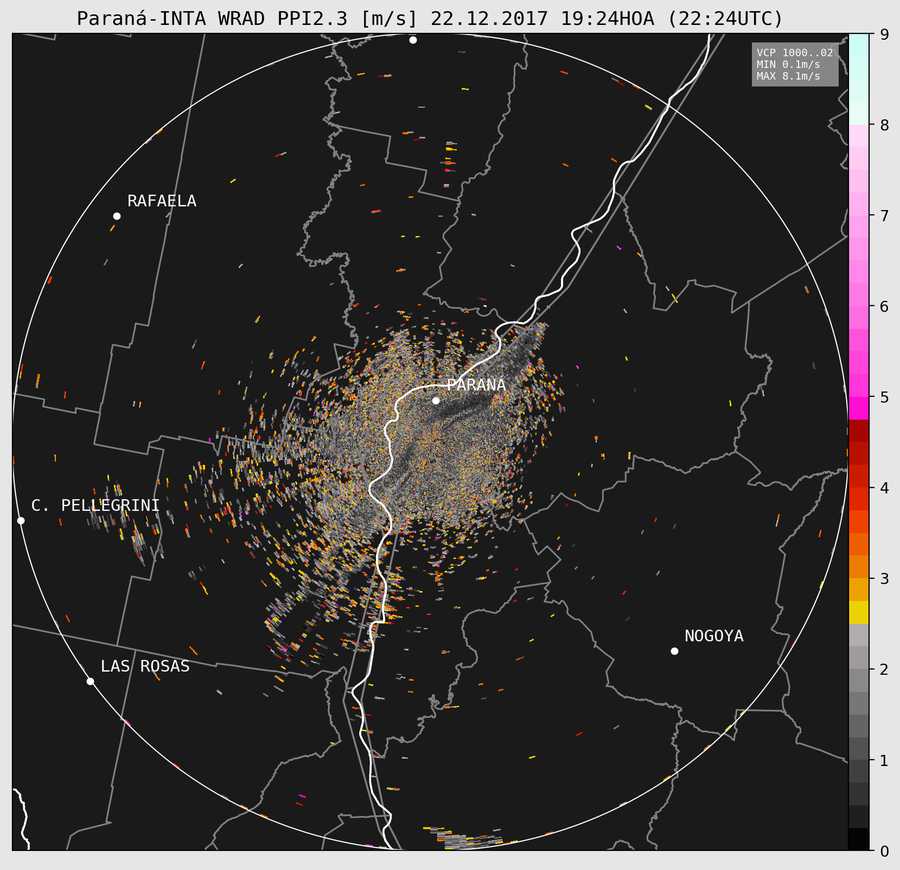 Paraná-INTA WRAD PPI2.3 [m/s] 22.12.2017 19:24HOA (22:24UTC)
VCP 1000..02
MIN 0.1m/s
MAX 8.1m/s
RAFAELA
PARANA
C. PELLEGRINI
NOGOYA
LAS ROSAS
9
8
7
6
5
4
3
2
1
0